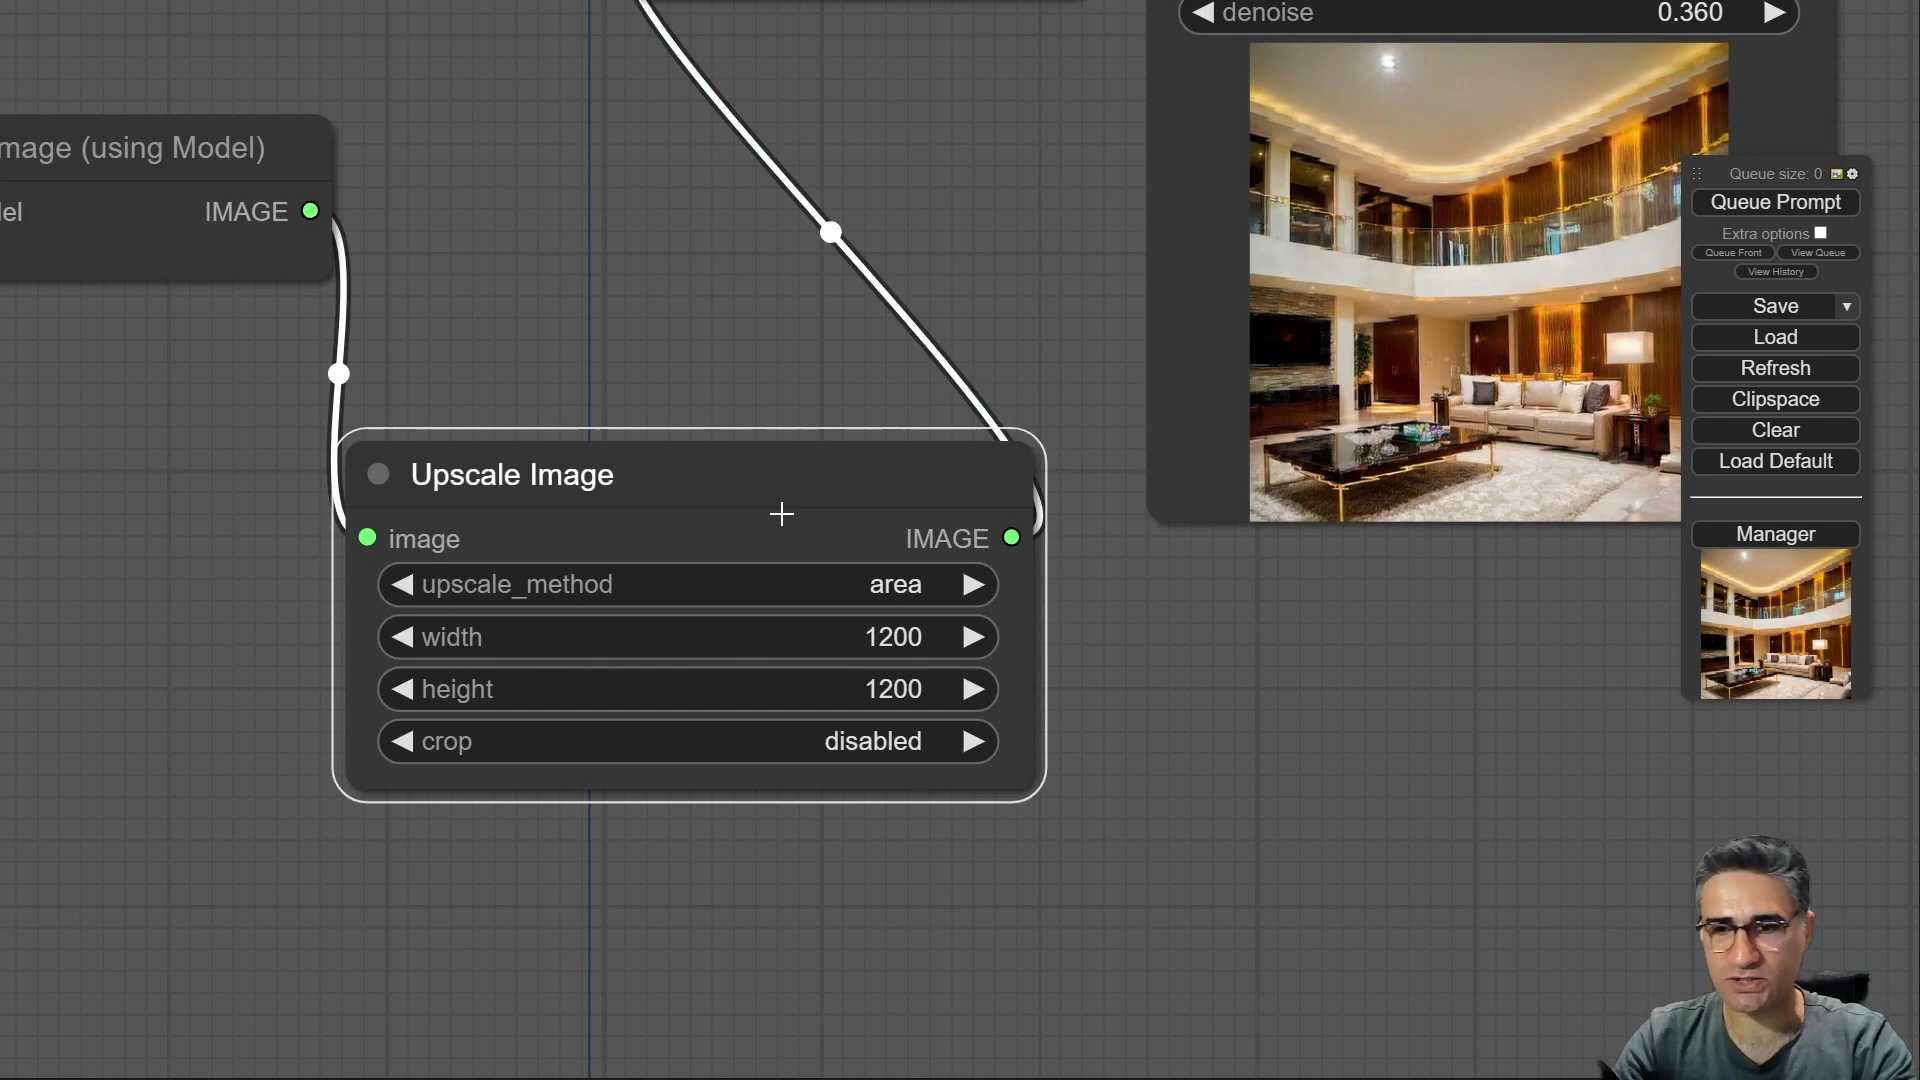 denoise 0.360
mage (using Model)
del IMAGE
Queue size: 0
Queue Prompt
Extra options
Queue Front View Queue
View History
Save ▼
Load
Refresh
Clipspace
Clear
Load Default
Manager
Upscale Image
image IMAGE
◀ upscale_method area ▶
◀ width 1200 ▶
◀ height 1200 ▶
◀ crop disabled ▶